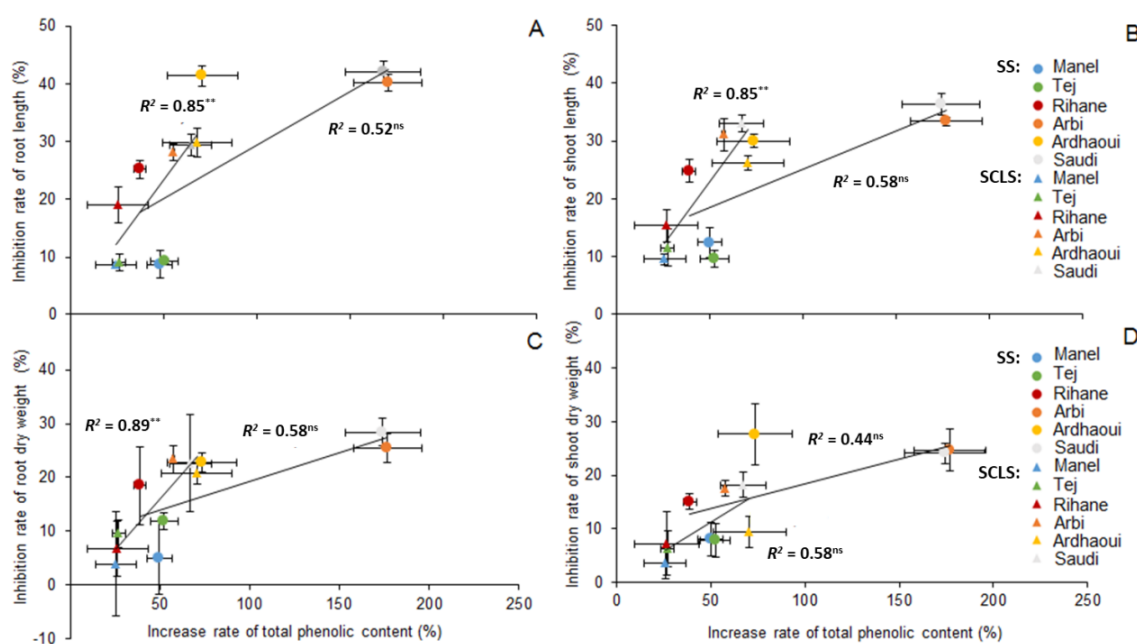 A
Inhibition rate of root length (%)
50
40
30
20
10
0
R² = 0.85**
R² = 0.52ns
B
Inhibition rate of shoot length (%)
50
40
30
20
10
0
R² = 0.85**
R² = 0.58ns
SS:
Manel
Tej
Rihane
Arbi
Ardhaoui
Saudi
SCLS:
Manel
Tej
Rihane
Arbi
Ardhaoui
Saudi
0
50
100
150
200
250
C
Inhibition rate of root dry weight (%)
40
30
20
10
0
-10
R² = 0.89**
R² = 0.58ns
50
100
150
200
250
Increase rate of total phenolic content (%)
D
Inhibition rate of shoot dry weight (%)
50
40
30
20
10
0
R² = 0.44ns
R² = 0.58ns
SS:
Manel
Tej
Rihane
Arbi
Ardhaoui
Saudi
SCLS:
Manel
Tej
Rihane
Arbi
Ardhaoui
Saudi
0
50
100
150
200
250
Increase rate of total phenolic content (%)